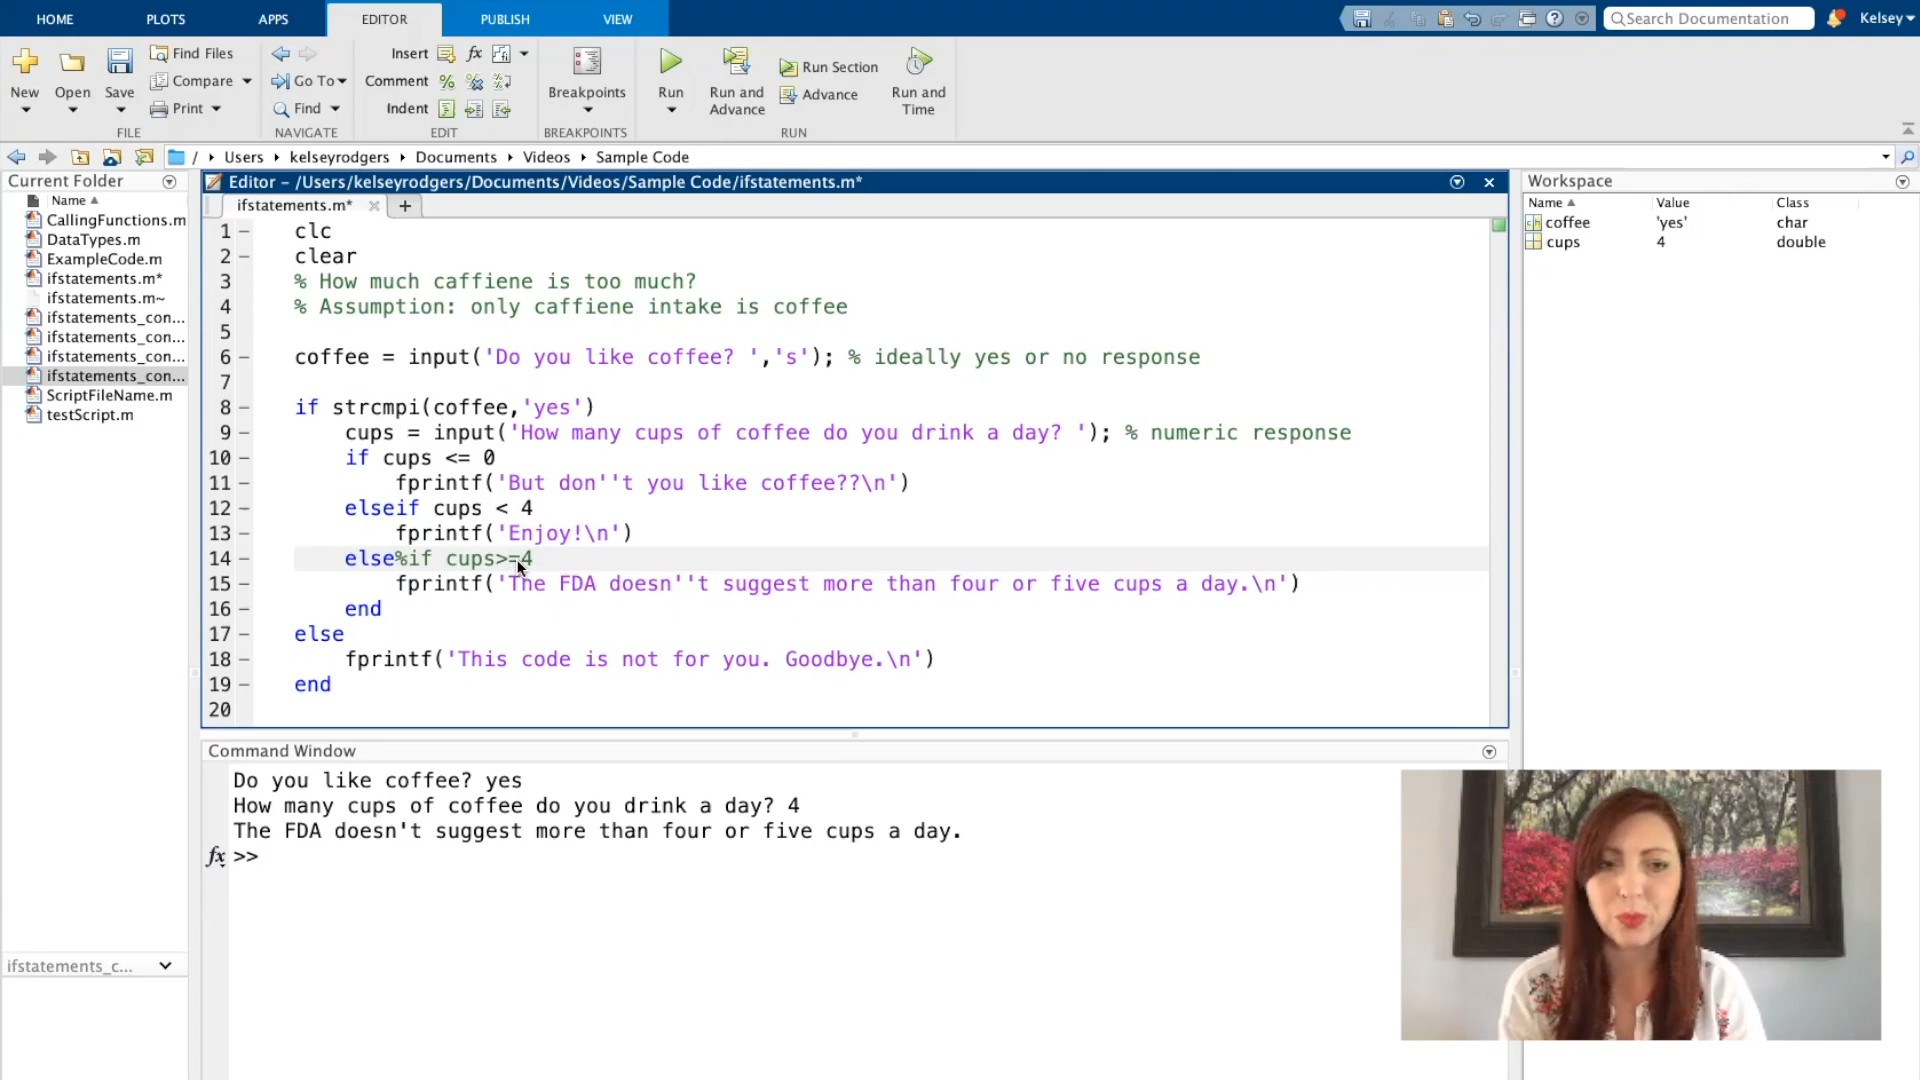 HOME PLOTS APPS EDITOR PUBLISH VIEW Search Documentation Kelsey
New Open Save Find Files Compare Print
FILE
Go To Find
NAVIGATE
Insert fx
Comment
Indent
EDIT
Breakpoints
BREAKPOINTS
Run Run and Advance Run Section Advance Run and Time
RUN
/ Users kelseyrodgers Documents Videos Sample Code
Current Folder
Name
CallingFunctions.m
DataTypes.m
ExampleCode.m
ifstatements.m*
ifstatements.m~
ifstatements_con...
ifstatements_con...
ifstatements_con...
ifstatements_con...
ScriptFileName.m
testScript.m
ifstatements_c...
Editor – /Users/kelseyrodgers/Documents/Videos/Sample Code/ifstatements.m*
ifstatements.m*
1 – clc
2 – clear
3 % How much caffiene is too much?
4 % Assumption: only caffiene intake is coffee
5
6 – coffee = input('Do you like coffee? ','s'); % ideally yes or no response
7
8 – if strcmpi(coffee,'yes')
9 – cups = input('How many cups of coffee do you drink a day? '); % numeric response
10 – if cups <= 0
11 – fprintf('But don''t you like coffee??\n')
12 – elseif cups < 4
13 – fprintf('Enjoy!\n')
14 – else%if cups>=4
15 – fprintf('The FDA doesn''t suggest more than four or five cups a day.\n')
16 – end
17 – else
18 – fprintf('This code is not for you. Goodbye.\n')
19 – end
20
Command Window
Do you like coffee? yes
How many cups of coffee do you drink a day? 4
The FDA doesn't suggest more than four or five cups a day.
fx >>
Workspace
Name Value Class
coffee 'yes' char
cups 4 double